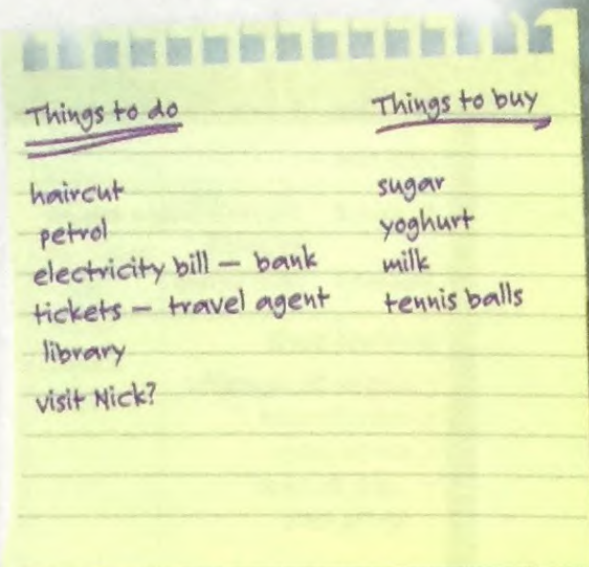 Things to do
haircut
petrol
electricity bill – bank
tickets – travel agent
library
visit Nick?
Things to buy
sugar
yoghurt
milk
tennis balls